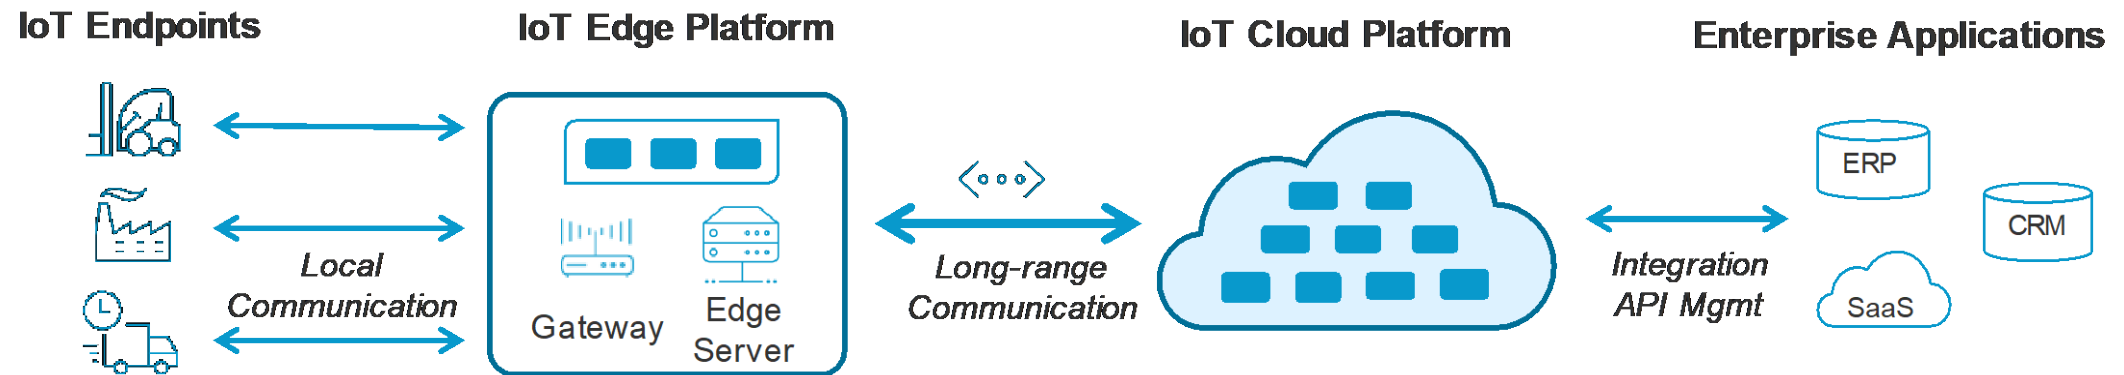 IoT Endpoints
IoT Edge Platform
IoT Cloud Platform
Enterprise Applications
Local
Communication
Gateway
Edge
Server
Long-range
Communication
Integration
API Mgmt
ERP
CRM
SaaS